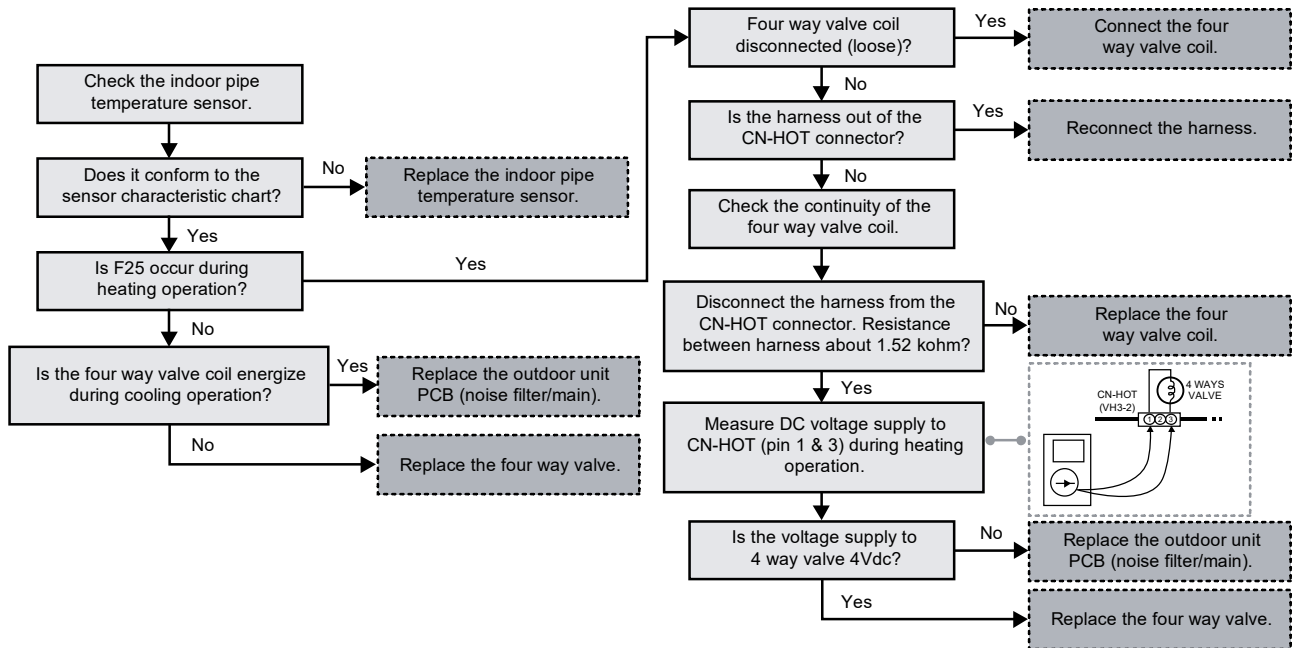 Check the indoor pipe
temperature sensor.
Does it conform to the
sensor characteristic chart?
No
Replace the indoor pipe
temperature sensor.
Yes
Is F25 occur during
heating operation?
Yes
No
Is the four way valve coil energize
during cooling operation?
Yes
Replace the outdoor unit
PCB (noise filter/main).
No
Replace the four way valve.
Four way valve coil
disconnected (loose)?
Yes
Connect the four
way valve coil.
No
Is the harness out of the
CN-HOT connector?
Yes
Reconnect the harness.
No
Check the continuity of the
four way valve coil.
Disconnect the harness from the
CN-HOT connector. Resistance
between harness about 1.52 kohm?
No
Replace the four
way valve coil.
Yes
Measure DC voltage supply to
CN-HOT (pin 1 & 3) during heating
operation.
CN-HOT
(VH3-2)
4 WAYS
VALVE
1 2 3
Is the voltage supply to
4 way valve 4Vdc?
No
Replace the outdoor unit
PCB (noise filter/main).
Yes
Replace the four way valve.